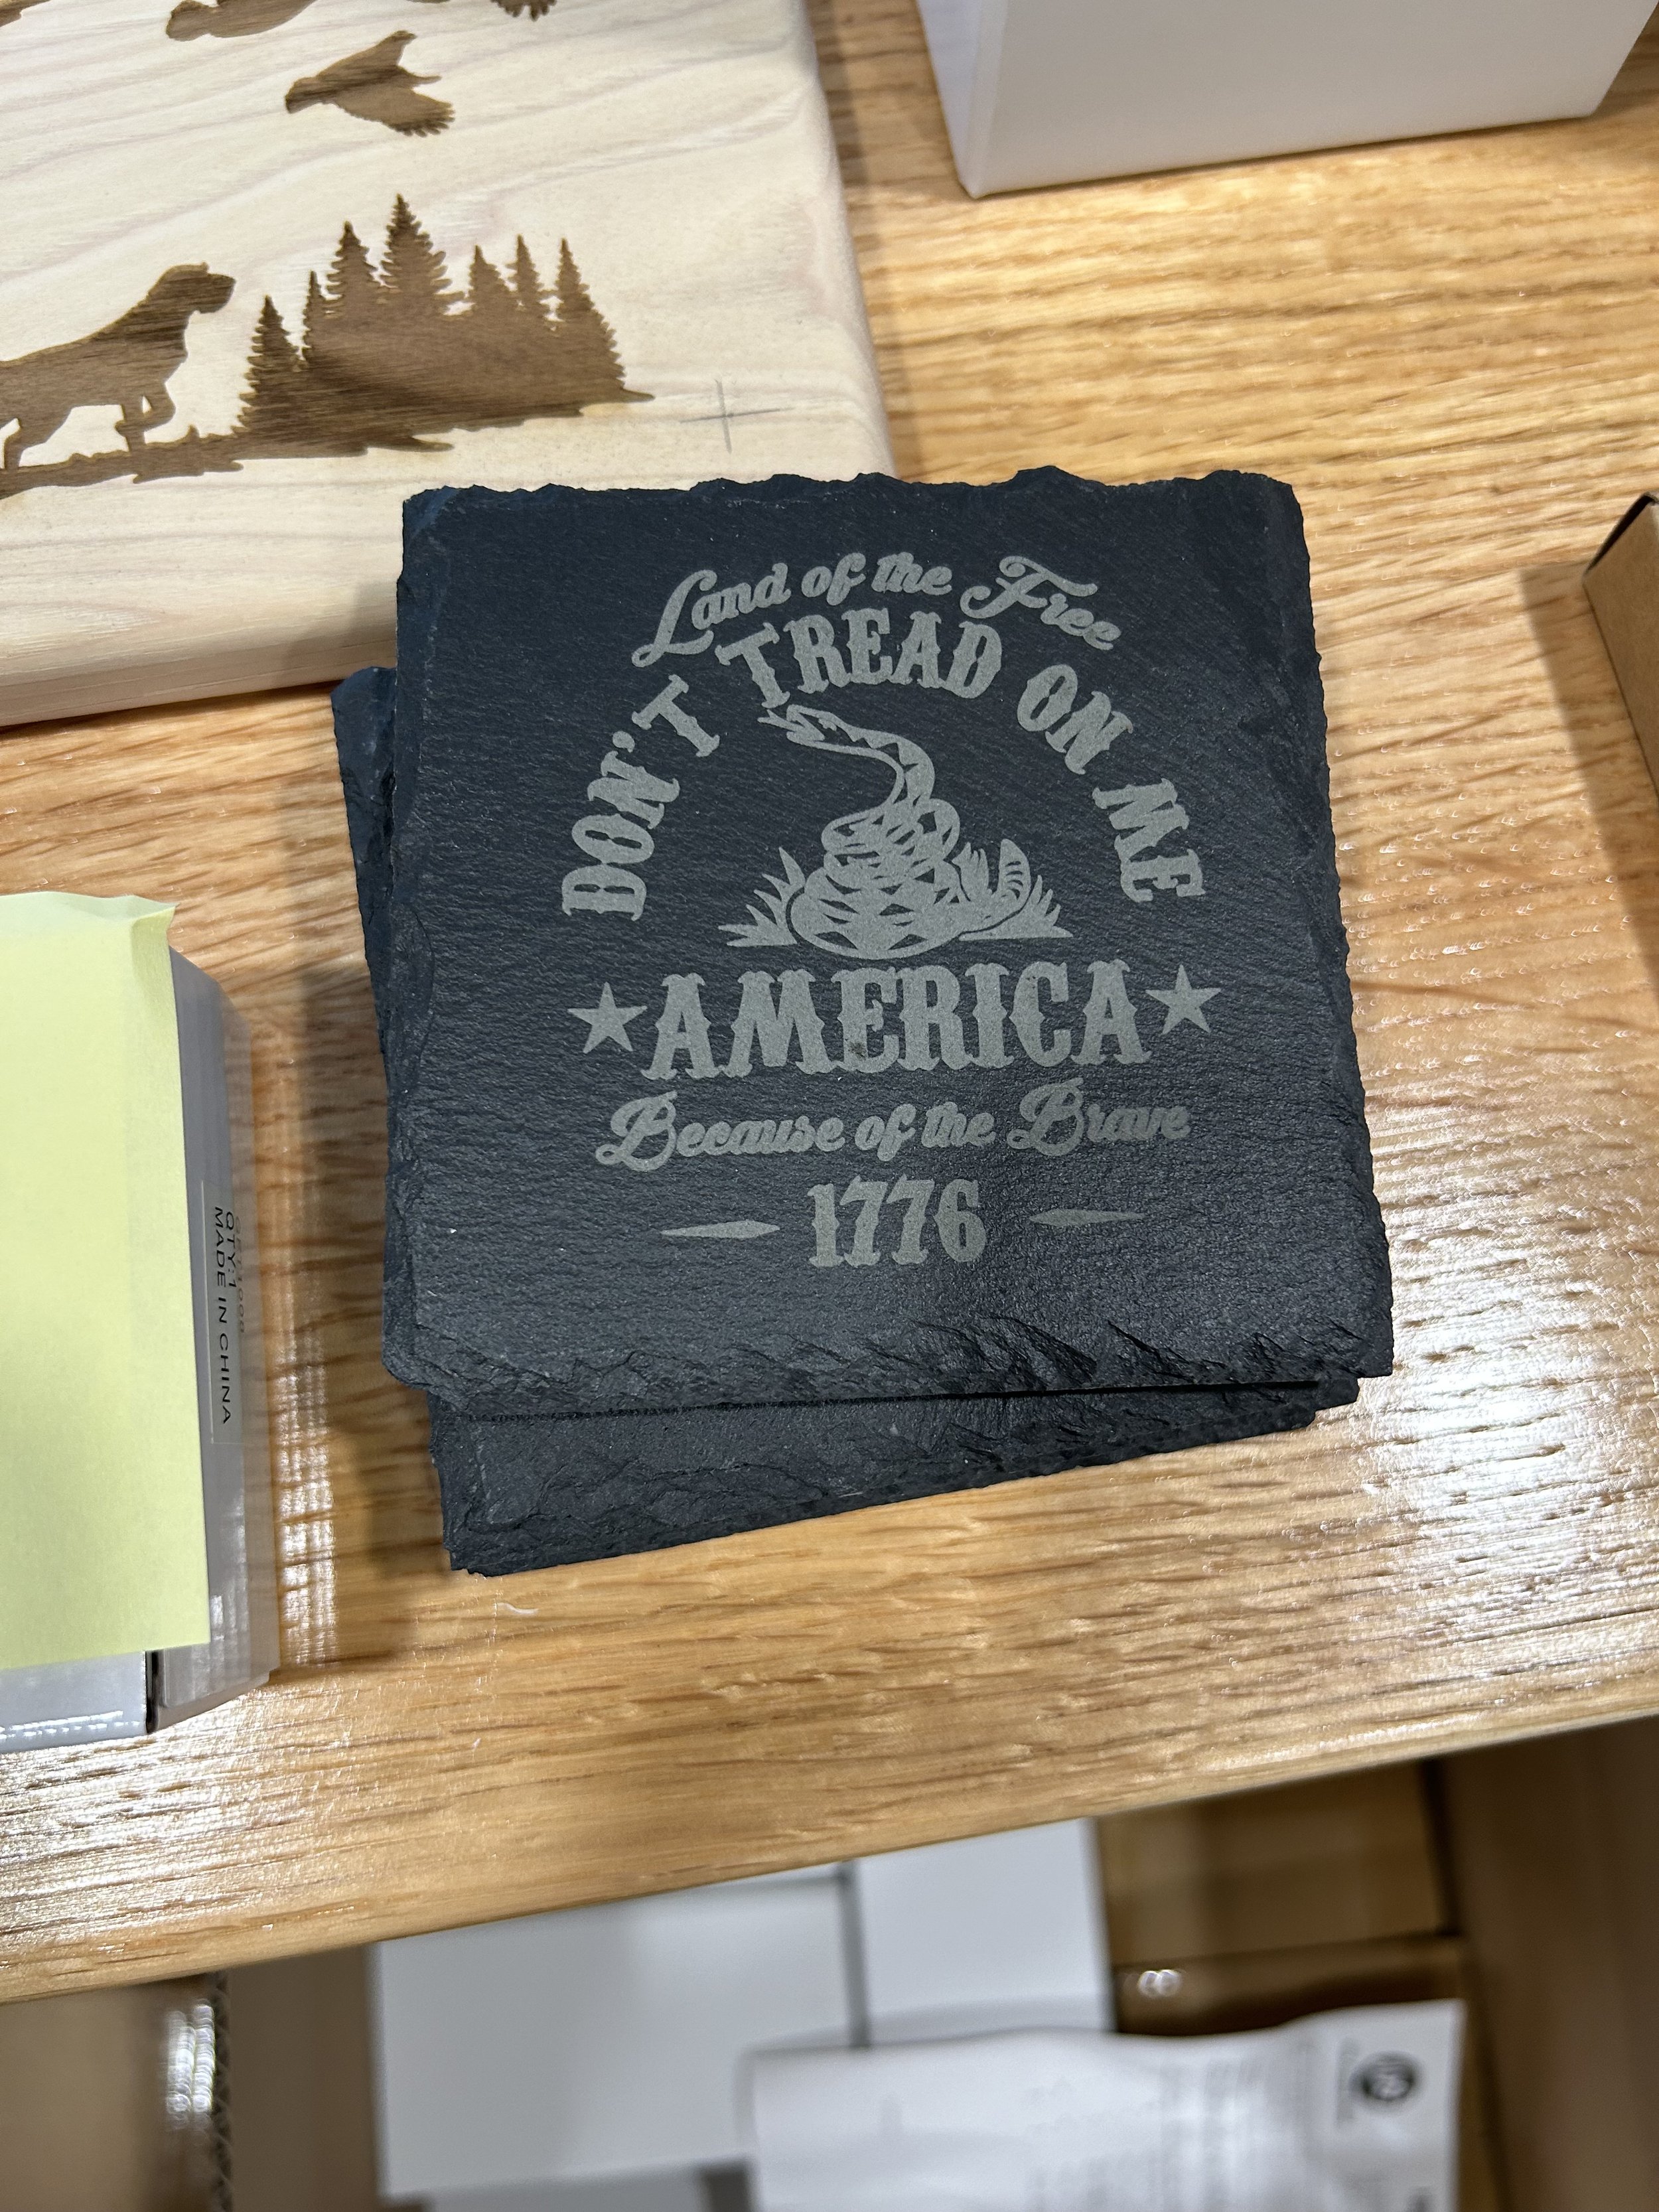 Land of the Free
DON'T TREAD ON ME
AMERICA
Because of the Brave
1776
QTY:1
MADE IN CHINA